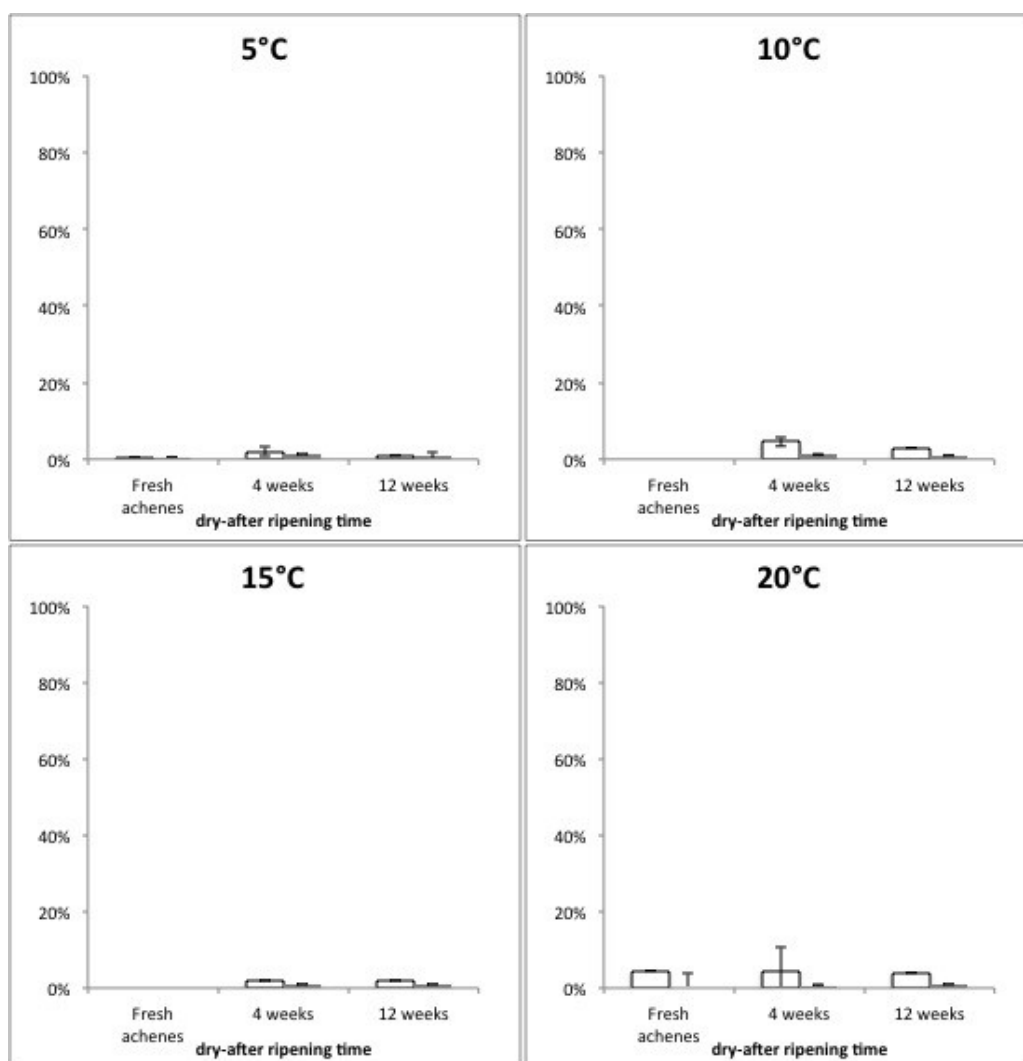 5°C
100%
80%
60%
40%
20%
0%
Fresh achenes
4 weeks
12 weeks
dry-after ripening time
10°C
100%
80%
60%
40%
20%
0%
Fresh achenes
4 weeks
12 weeks
dry-after ripening time
15°C
100%
80%
60%
40%
20%
0%
Fresh achenes
4 weeks
12 weeks
dry-after ripening time
20°C
100%
80%
60%
40%
20%
0%
Fresh achenes
4 weeks
12 weeks
dry-after ripening time